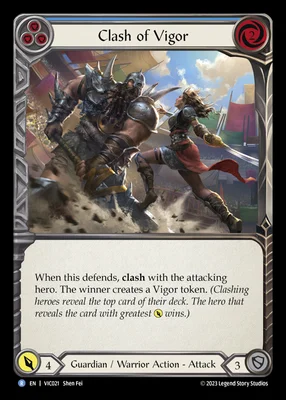 Clash of Vigor
When this defends, clash with the attacking
hero. The winner creates a Vigor token. (Clashing
heroes reveal the top card of their deck. The hero that
reveals the card with greatest wins.)
4 Guardian / Warrior Action - Attack 3
EN | VIC021 Shen Fei © 2023 Legend Story Studios